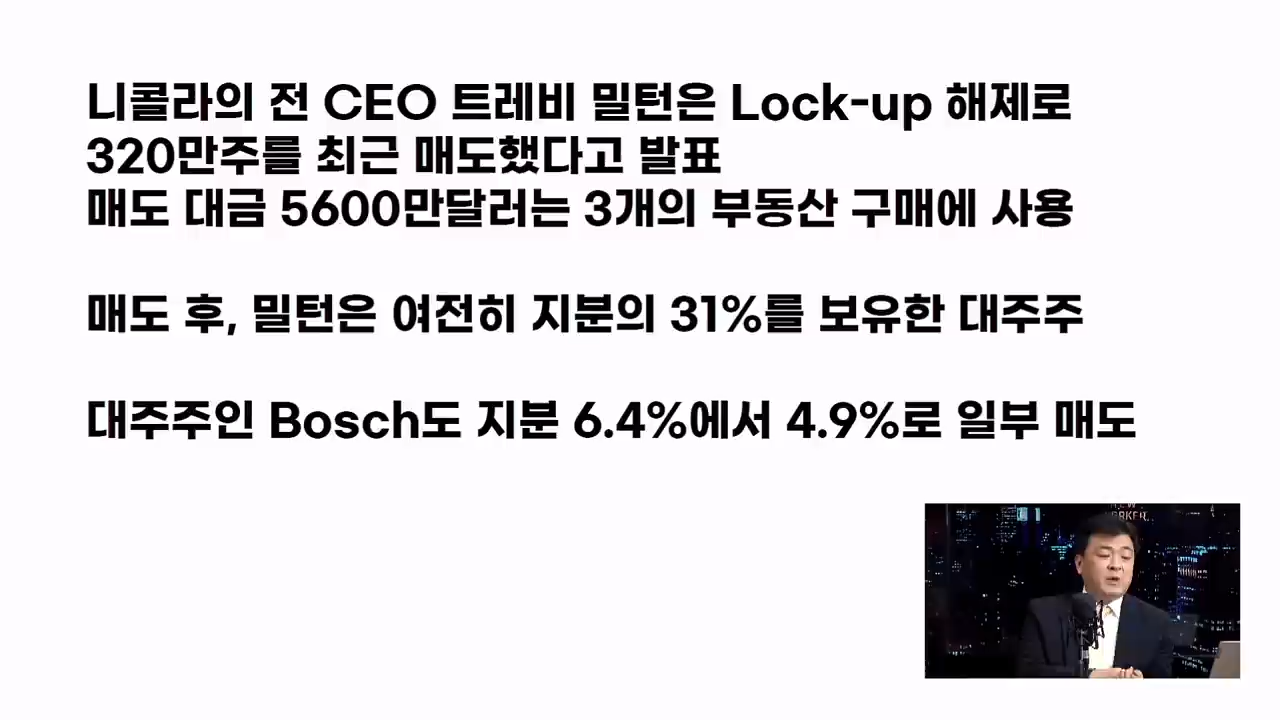 니콜라의 전 CEO 트레비 밀턴은 Lock-up 해제로
320만주를 최근 매도했다고 발표
매도 대금 5600만달러는 3개의 부동산 구매에 사용
매도 후, 밀턴은 여전히 지분의 31%를 보유한 대주주
대주주인 Bosch도 지분 6.4%에서 4.9%로 일부 매도